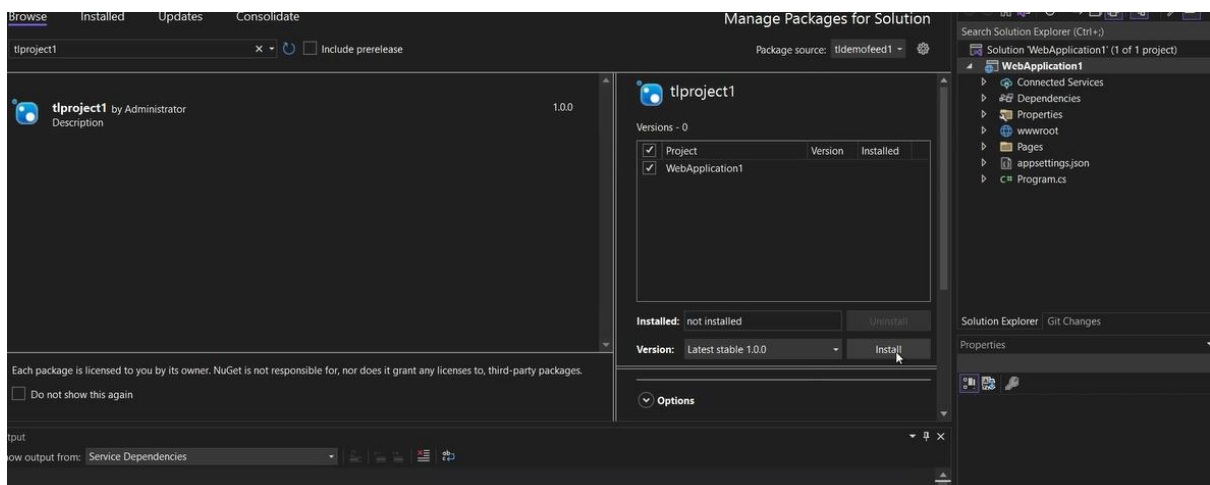 Browse Installed Updates Consolidate
Manage Packages for Solution
tlproject1
Include prerelease
Package source: tldemofeed1
tlproject1 by Administrator 1.0.0
Description
tlproject1
Versions - 0
Project Version Installed
WebApplication1
Installed: not installed Uninstall
Version: Latest stable 1.0.0 Install
Options
Each package is licensed to you by its owner. NuGet is not responsible for, nor does it grant any licenses to, third-party packages.
Do not show this again
tput
ow output from: Service Dependencies
Search Solution Explorer (Ctrl+;)
Solution 'WebApplication1' (1 of 1 project)
WebApplication1
Connected Services
Dependencies
Properties
wwwroot
Pages
appsettings.json
C# Program.cs
Solution Explorer Git Changes
Properties